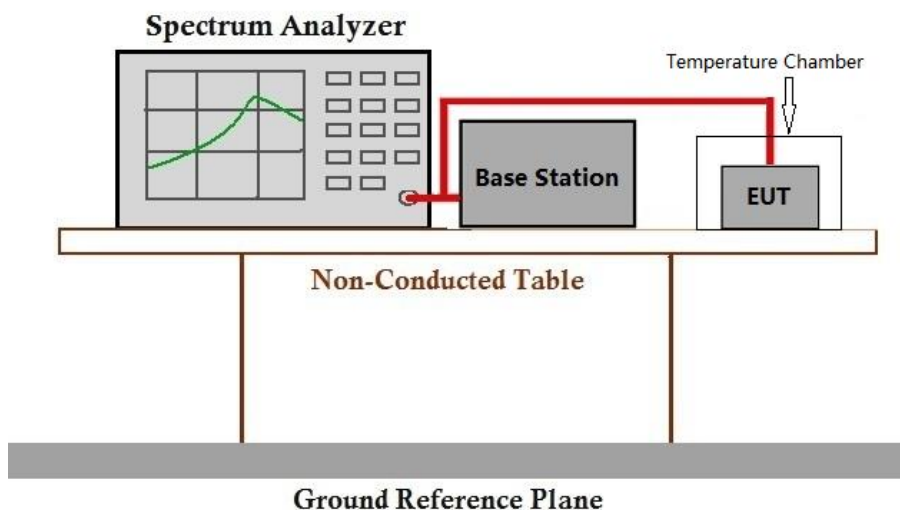 Spectrum Analyzer
Temperature Chamber
Base Station
EUT
Non-Conducted Table
Ground Reference Plane